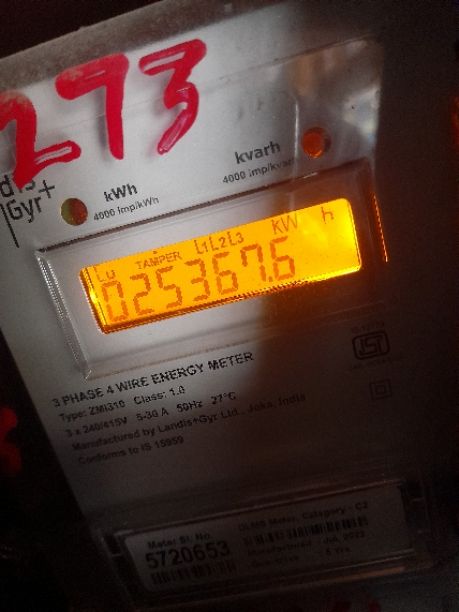 273
Gyr+
kWh
4000 Imp/kWh
kvarh
4000 Imp/kvarh
Lu TAMPER L1L2L3 KW h
025367.6
3 PHASE 4 WIRE ENERGY METER
Type: ZMI310 Class: 1.0
3 x 240/415V 5-30 A 50Hz 27°C
Manufactured by Landis+Gyr Ltd., Joka, India
Conforms to IS 15959
Meter Sl. No.
5720653
DLMS Meter, Category - C2